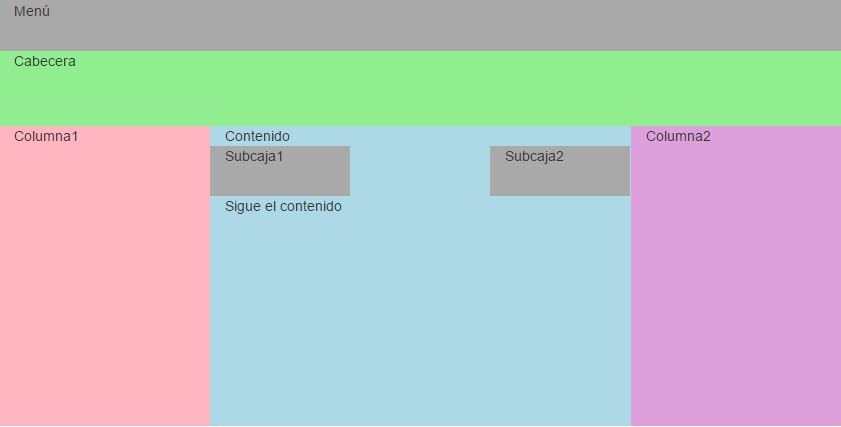 Menú
Cabecera
Columna1
Contenido
Subcaja1
Subcaja2
Sigue el contenido
Columna2